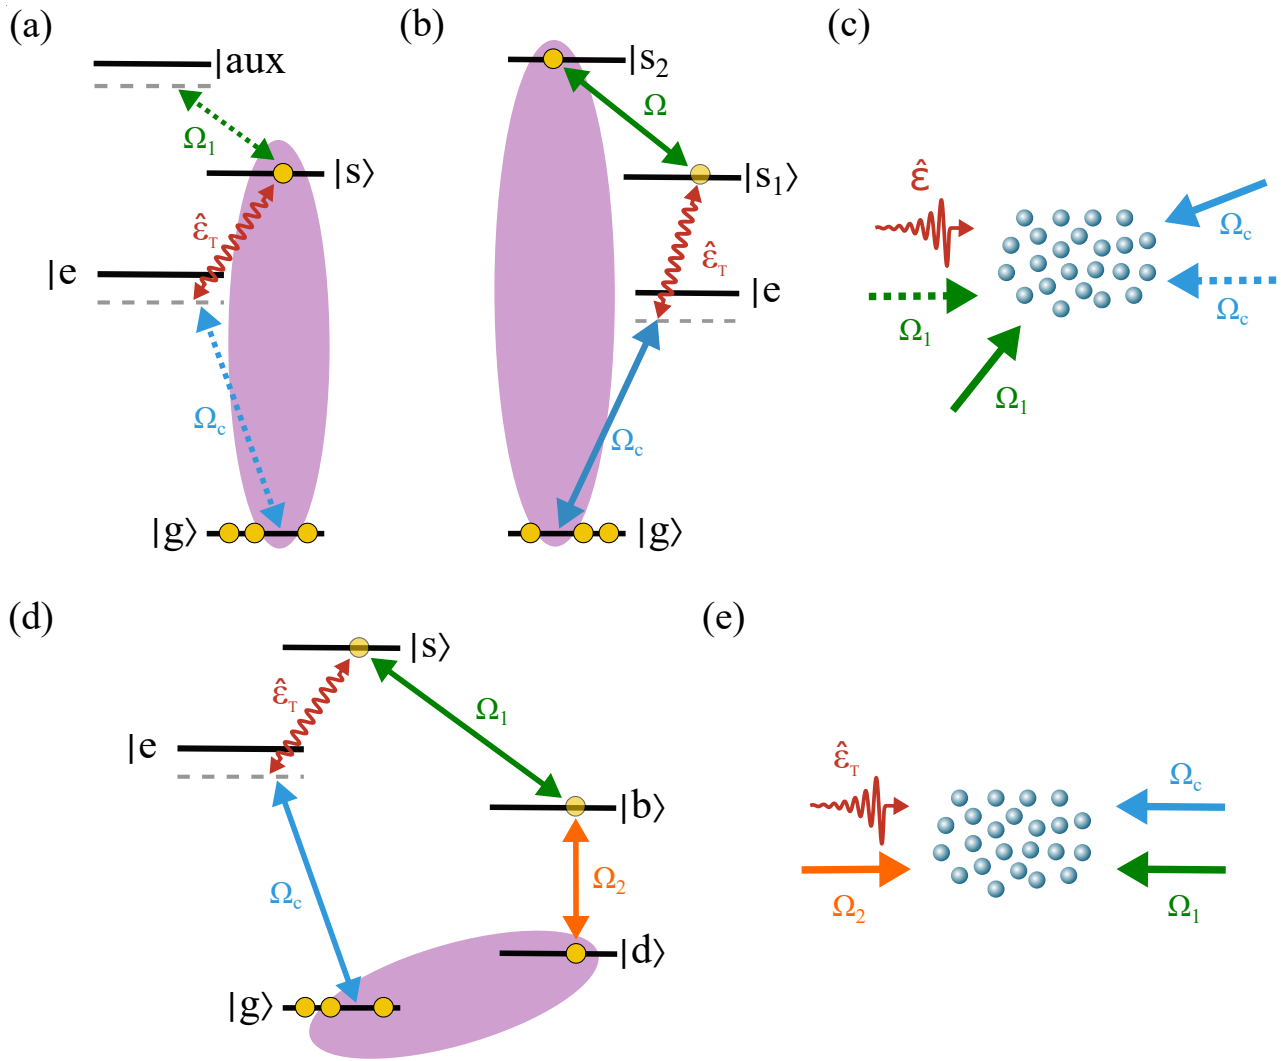 (a)
|aux
Ω₁
|s⟩
ε̂_T
|e
Ω_c
|g⟩
(b)
|s₂
Ω
|s₁⟩
ε̂_T
|e
Ω_c
|g⟩
(c)
ε̂
Ω_c
Ω_c
Ω₁
Ω₁
(d)
|s⟩
ε̂_T
Ω₁
|e
|b⟩
Ω_c
Ω₂
|d⟩
|g⟩
(e)
ε̂_T
Ω_c
Ω₂
Ω₁